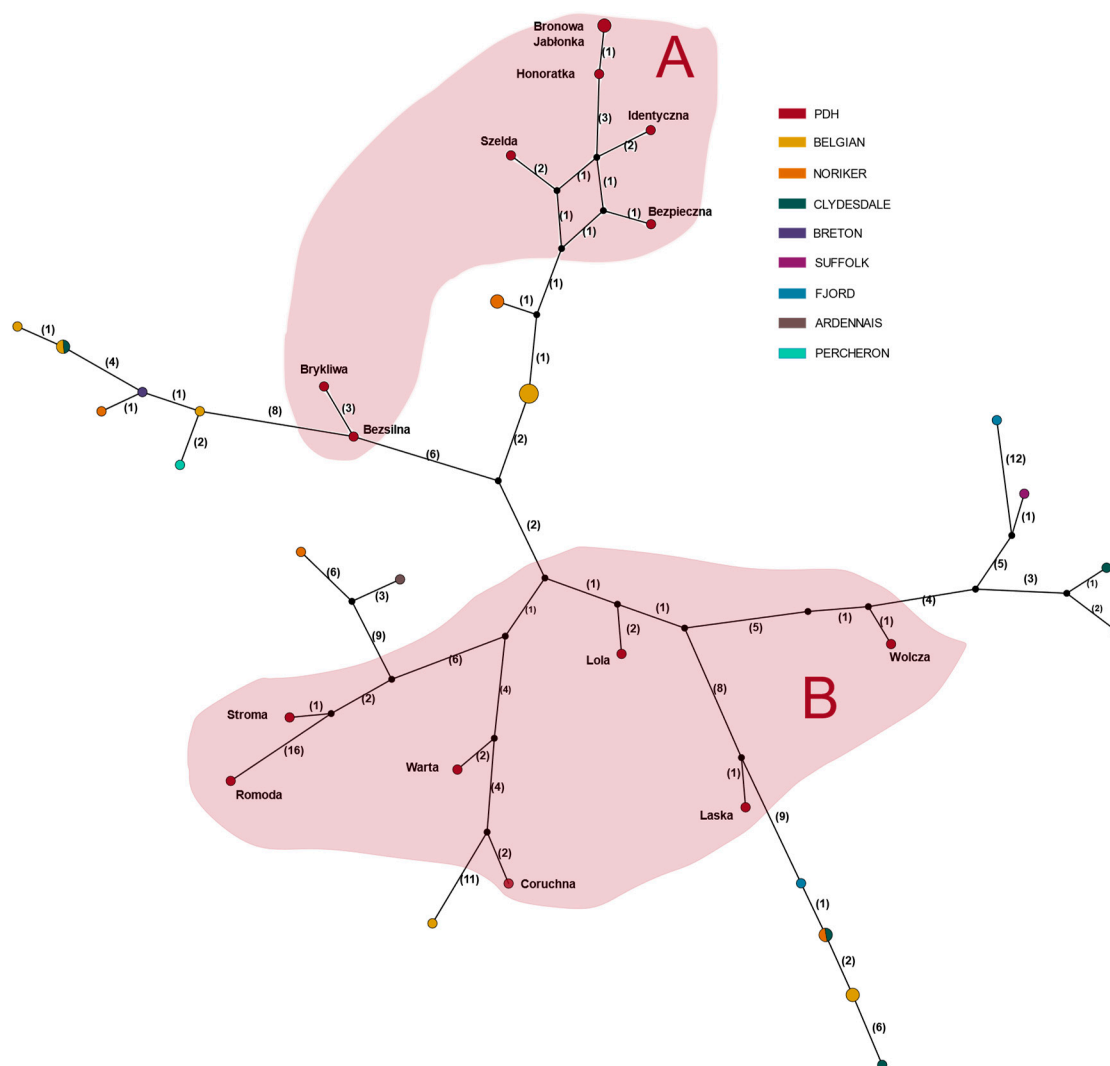 Bronowa
Jabłonka
A
(1)
Honoratka
(3)
Identyczna
Szelda
(2)
(2)
(1)
(1)
(1)
(1)
Bezpieczna
(1)
(1)
PDH
BELGIAN
NORIKER
CLYDESDALE
BRETON
SUFFOLK
FJORD
ARDENNAIS
PERCHERON
(1)
(1)
(1)
(1)
(4)
(1)
(1)
(2)
(8)
Brykliwa
(3)
Bezsilna
(6)
(2)
(2)
(12)
(1)
(5)
(3)
(1)
(2)
(4)
(6)
(3)
(9)
(1)
(1)
(1)
(2)
Lola
(5)
(1)
(1)
Wolcza
B
(6)
(2)
(1)
Stroma
(16)
Romoda
(4)
Warta
(2)
(4)
(8)
(1)
Laska
(9)
(2)
(11)
Coruchna
(1)
(2)
(6)